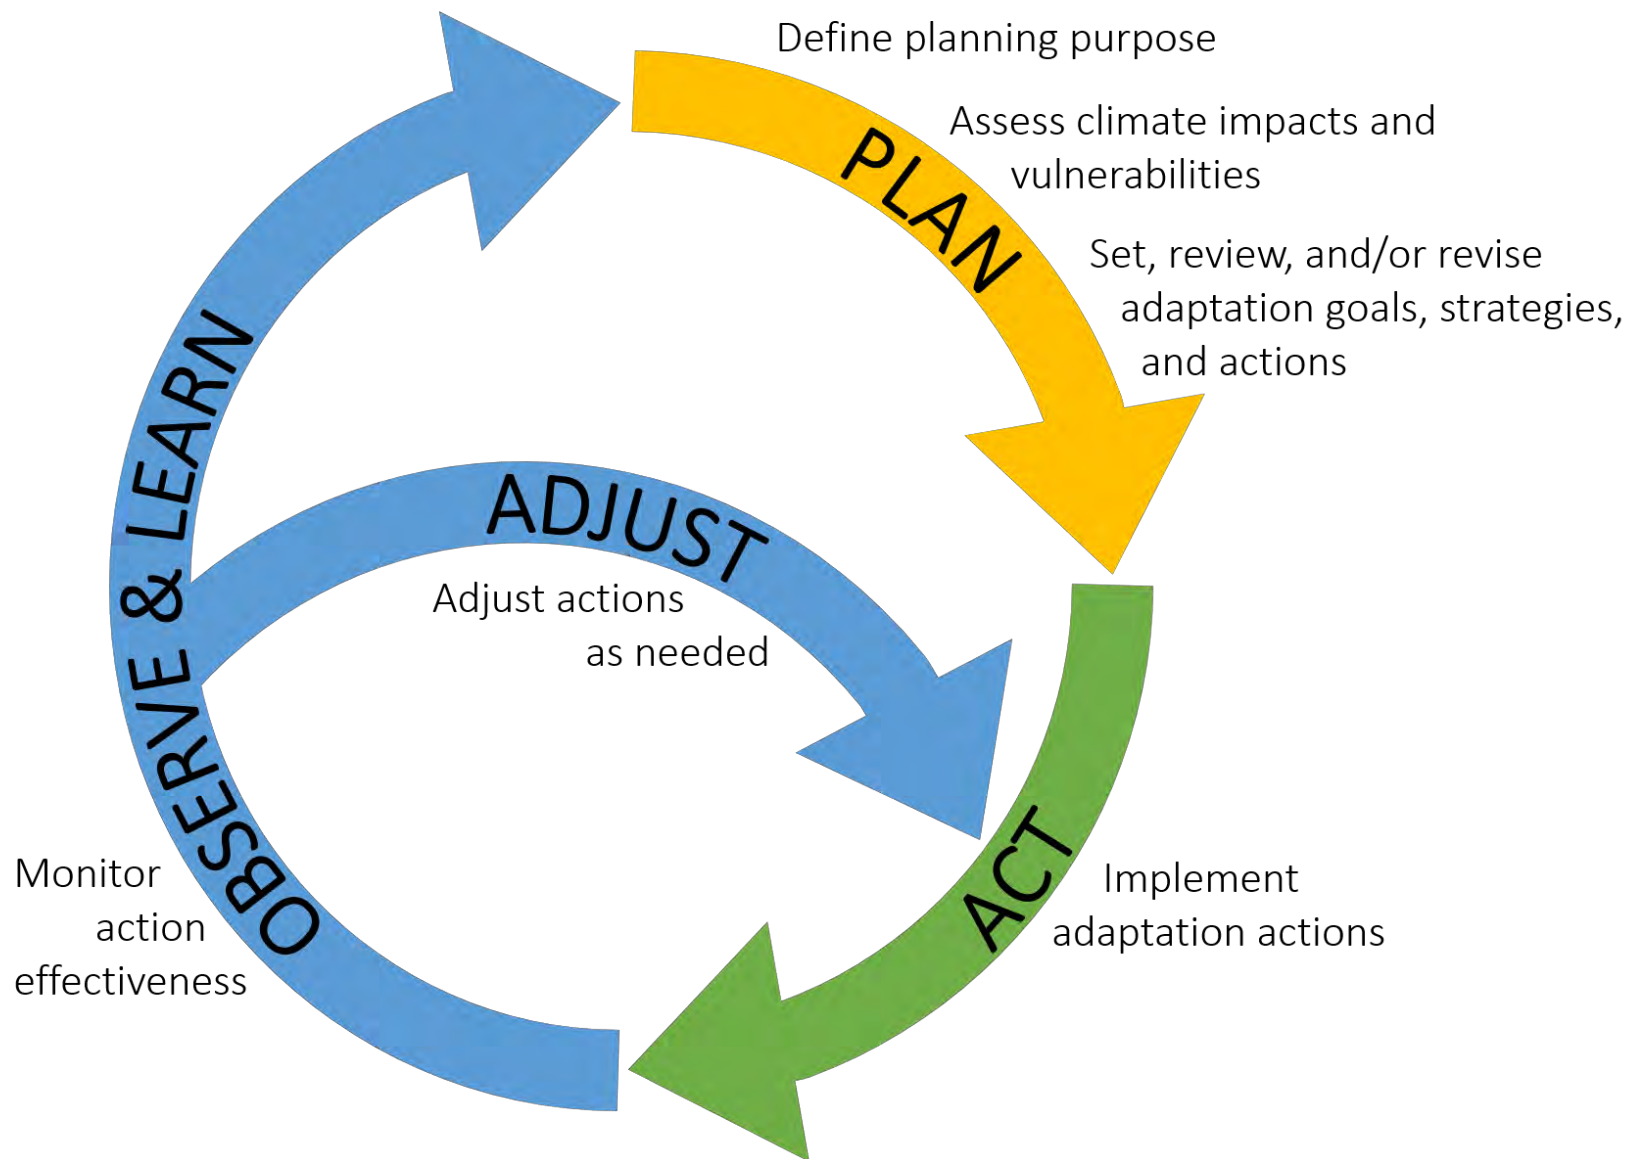 Define planning purpose
PLAN
Assess climate impacts and
vulnerabilities
Set, review, and/or revise
adaptation goals, strategies,
and actions
OBSERVE & LEARN
ADJUST
Adjust actions
as needed
ACT
Implement
adaptation actions
Monitor
action
effectiveness